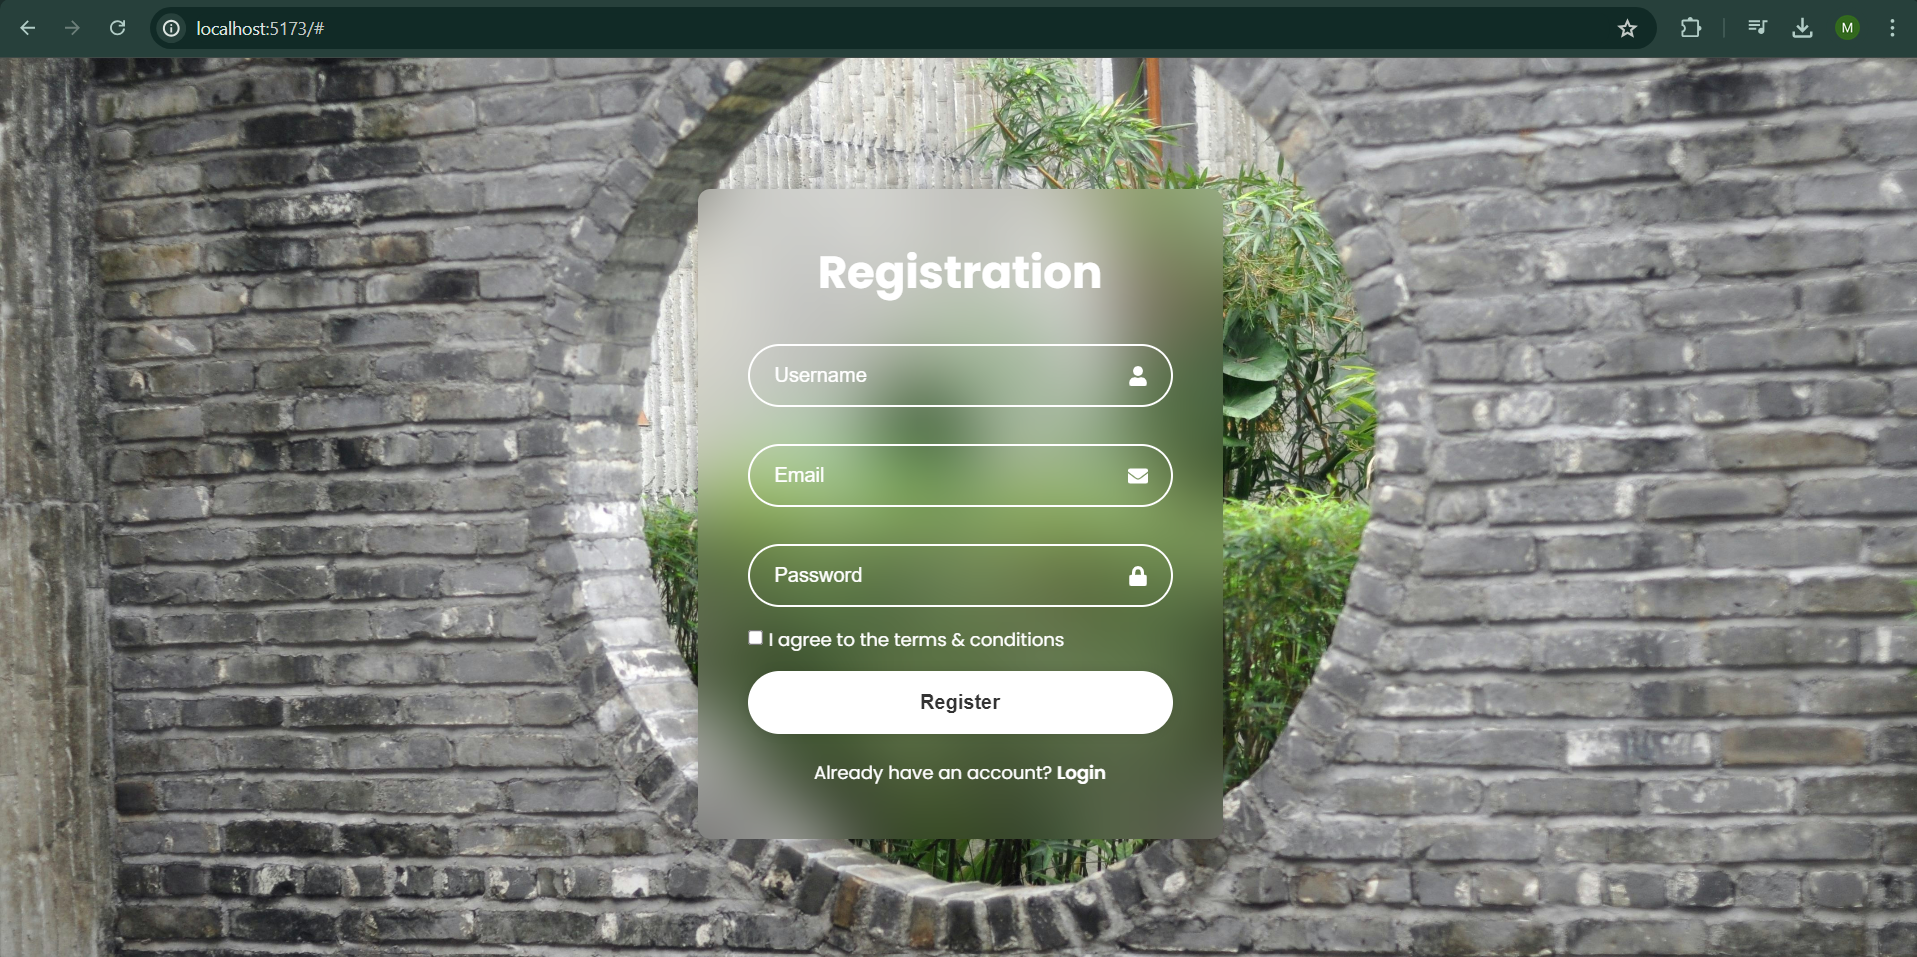 localhost:5173/#
M
Registration
Username
Email
Password
I agree to the terms & conditions
Register
Already have an account? Login